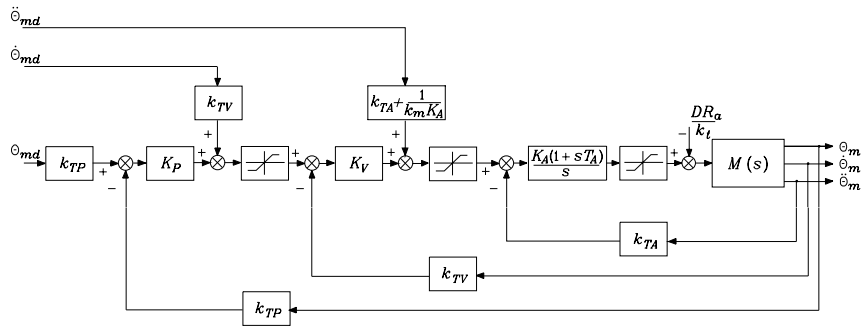 Θ̈md
Θ̇md
kTV
kTA + 1/(kmKA)
DRa/kt
Θmd
kTP
KP
KV
KA(1+sTA)/s
M(s)
Θm
Θ̇m
Θ̈m
+ − + + + − + + + − + −
kTA
kTV
kTP